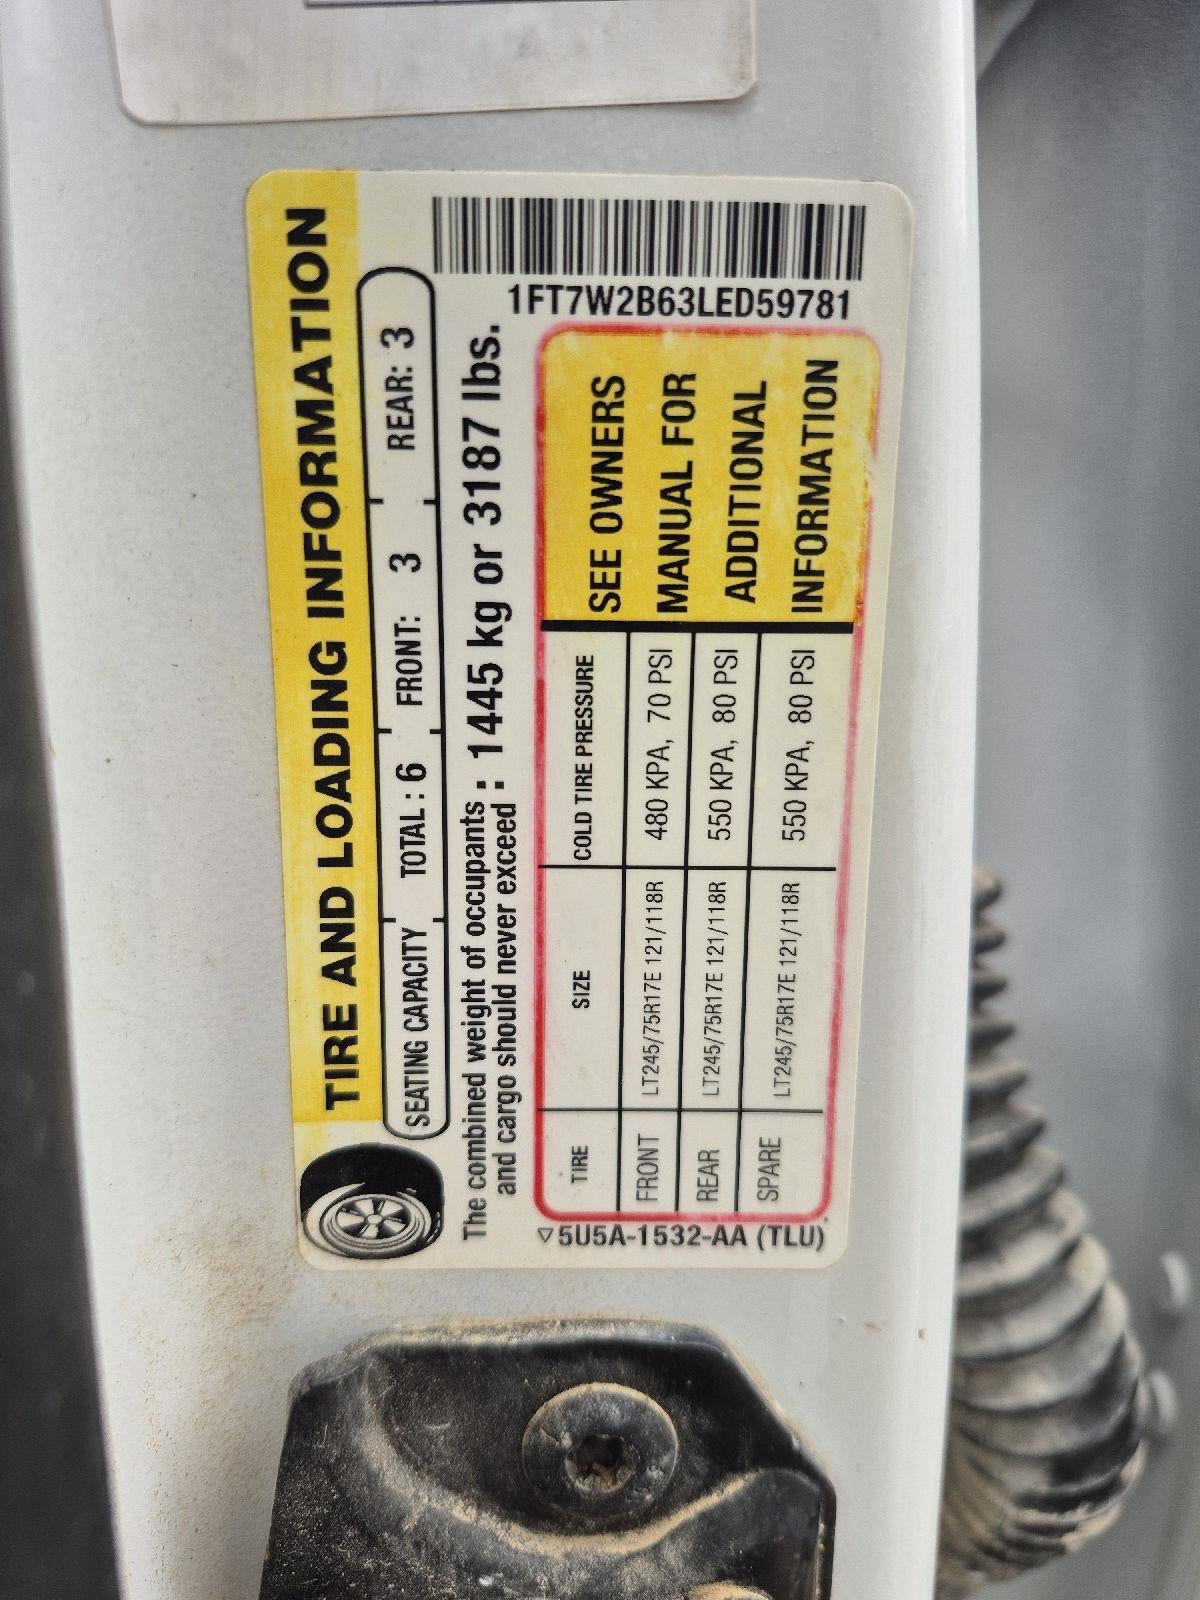 TIRE AND LOADING INFORMATION
SEATING CAPACITY TOTAL : 6 FRONT: 3 REAR: 3
The combined weight of occupants
and cargo should never exceed : 1445 kg or 3187 lbs.
1FT7W2B63LED59781
TIRE SIZE COLD TIRE PRESSURE
FRONT LT245/75R17E 121/118R 480 KPA, 70 PSI
REAR LT245/75R17E 121/118R 550 KPA, 80 PSI
SPARE LT245/75R17E 121/118R 550 KPA, 80 PSI
SEE OWNERS
MANUAL FOR
ADDITIONAL
INFORMATION
5U5A-1532-AA (TLU)